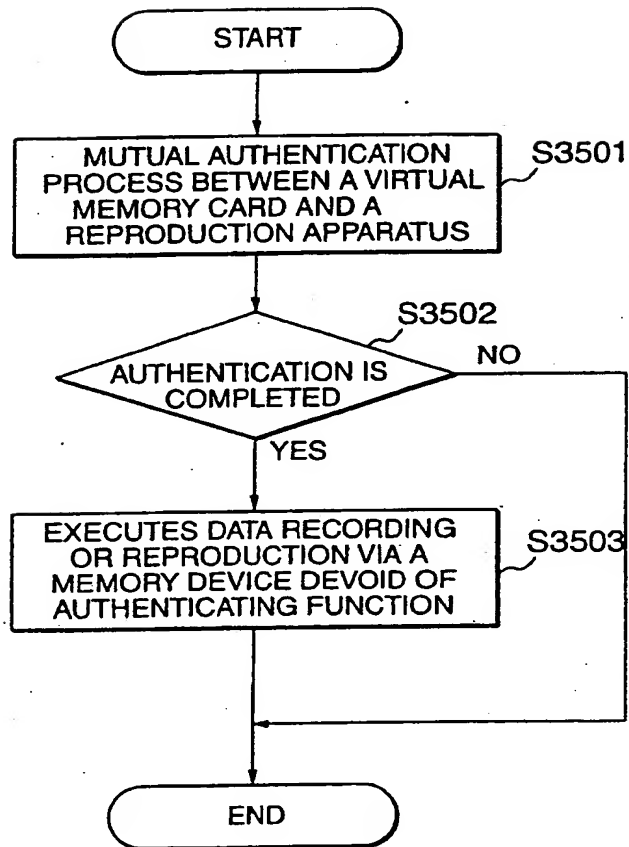 START
MUTUAL AUTHENTICATION
PROCESS BETWEEN A VIRTUAL
MEMORY CARD AND A
REPRODUCTION APPARATUS
S3501
S3502
AUTHENTICATION IS
COMPLETED
NO
YES
EXECUTES DATA RECORDING
OR REPRODUCTION VIA A
MEMORY DEVICE DEVOID OF
AUTHENTICATING FUNCTION
S3503
END